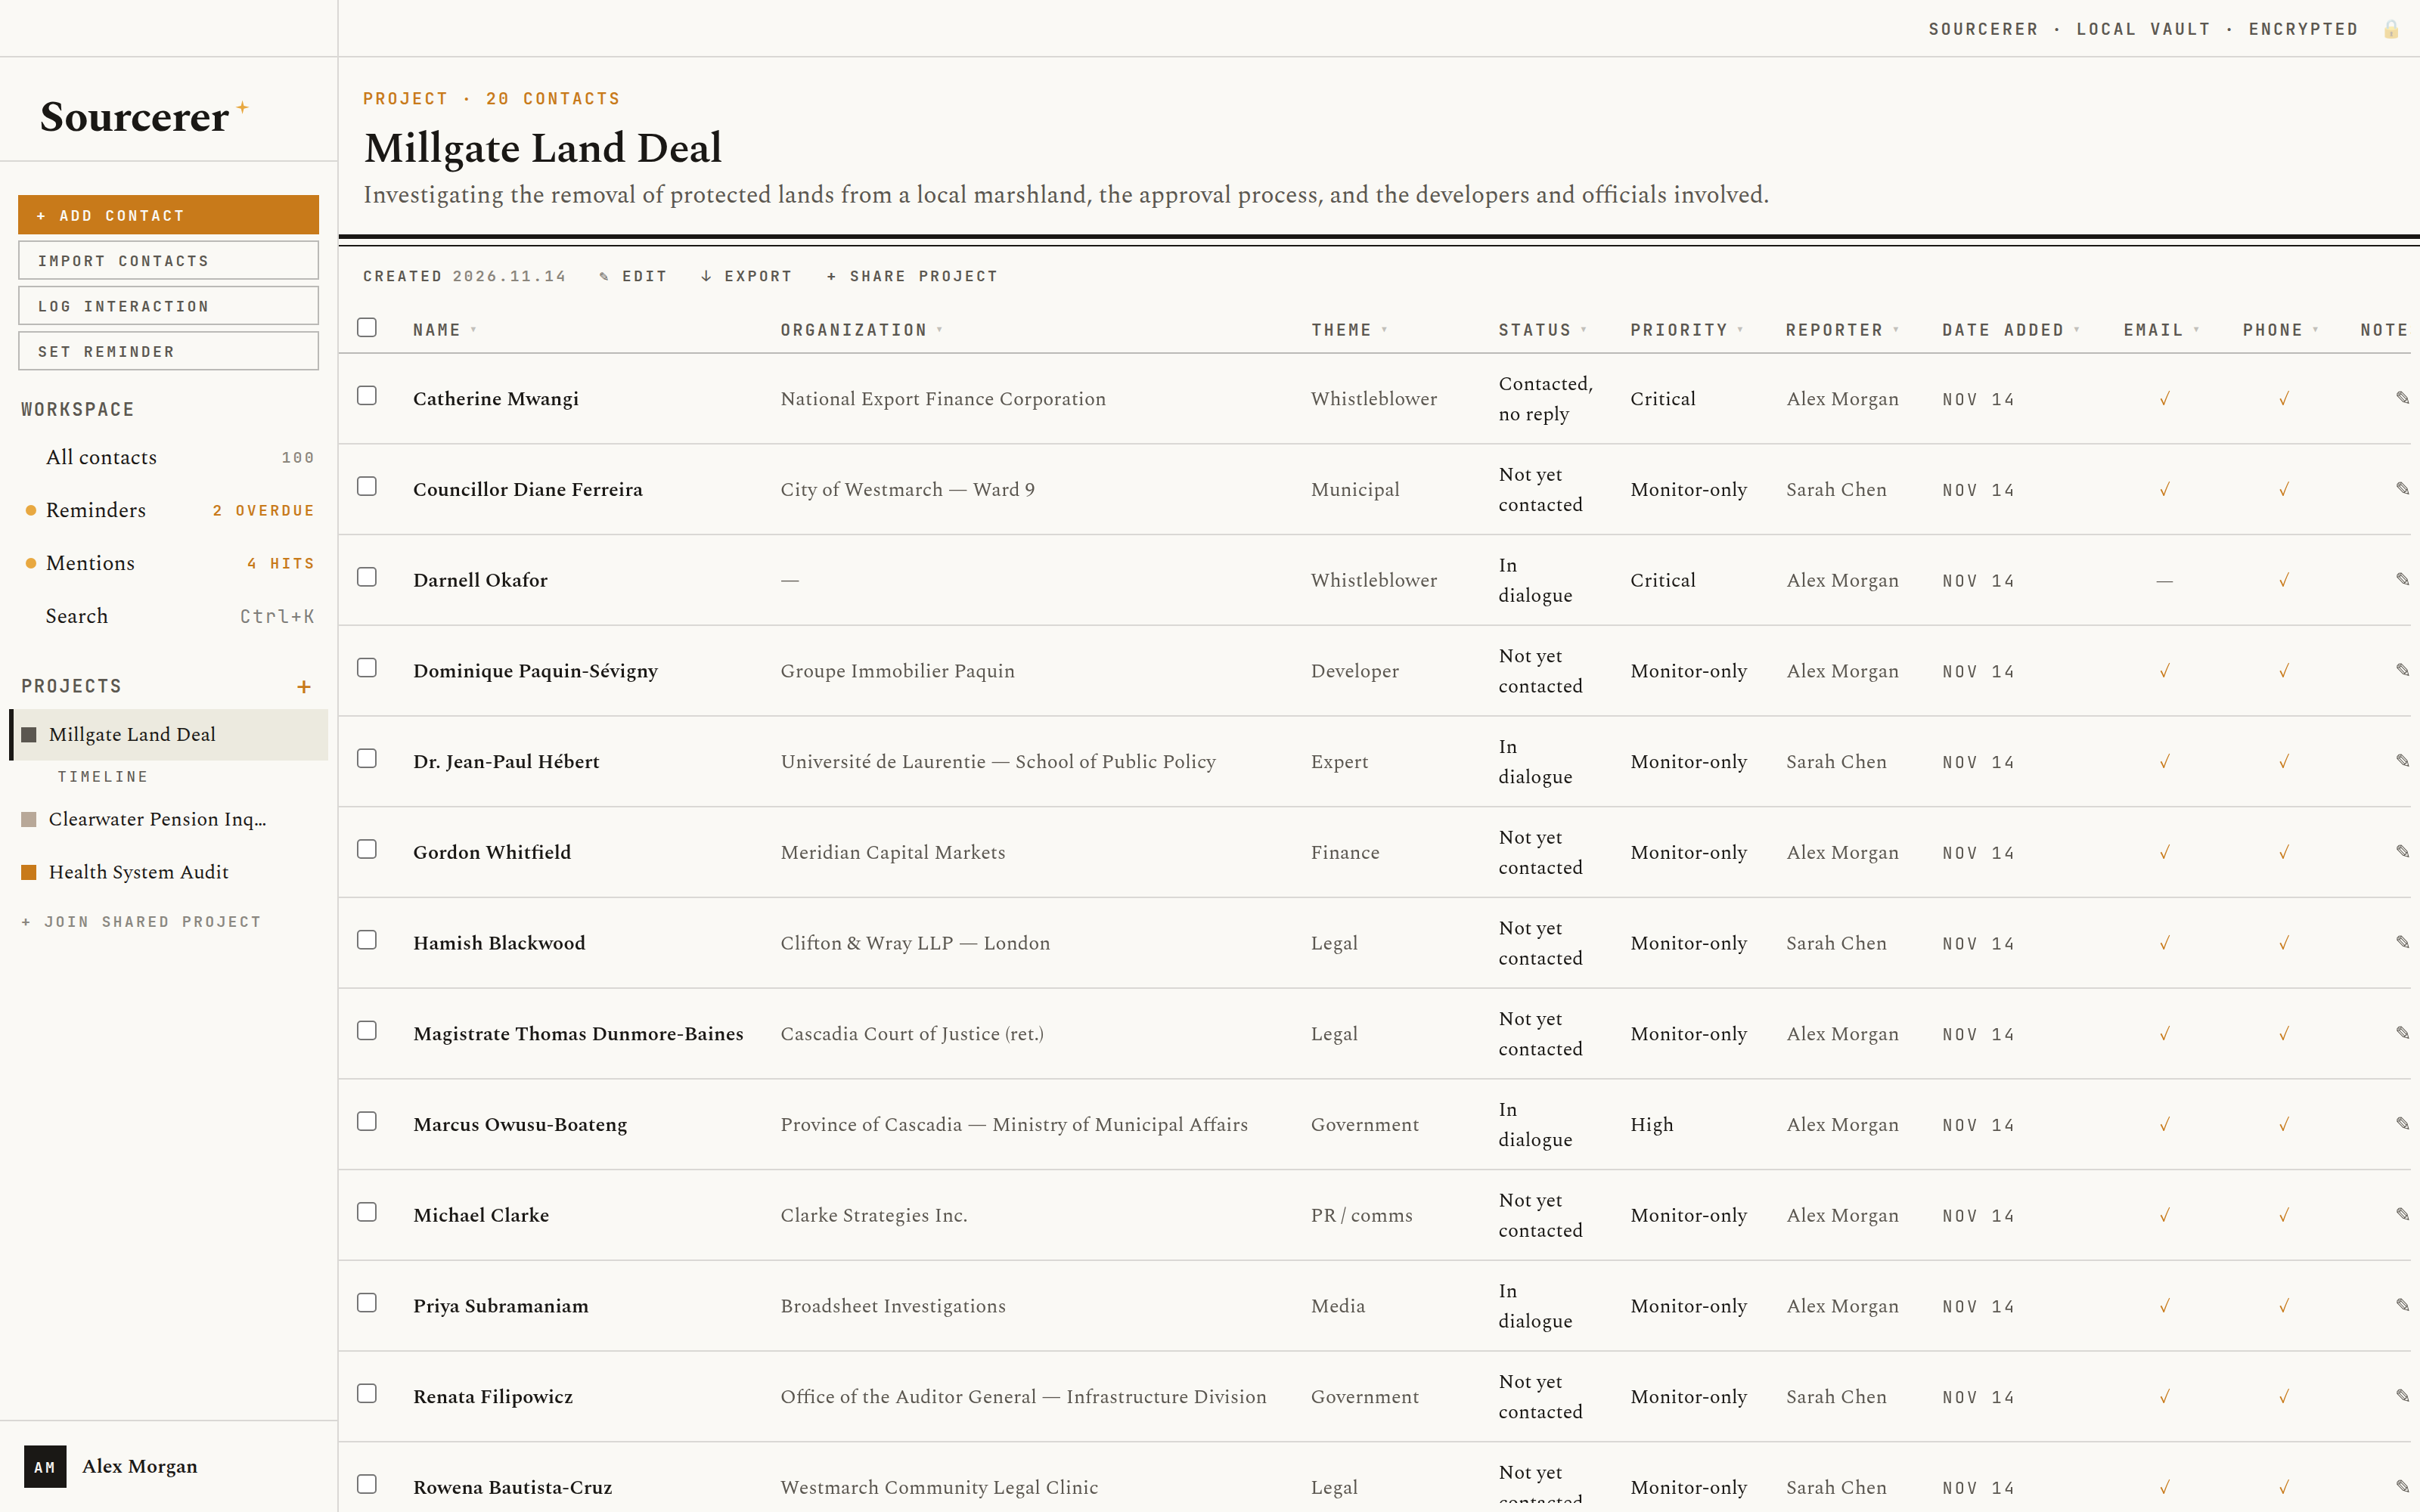 SOURCERER · LOCAL VAULT · ENCRYPTED
Sourcerer
+ ADD CONTACT
IMPORT CONTACTS
LOG INTERACTION
SET REMINDER
WORKSPACE
All contacts 100
Reminders 2 OVERDUE
Mentions 4 HITS
Search Ctrl+K
PROJECTS +
Millgate Land Deal
TIMELINE
Clearwater Pension Inq…
Health System Audit
+ JOIN SHARED PROJECT
AM Alex Morgan
PROJECT · 20 CONTACTS
Millgate Land Deal
Investigating the removal of protected lands from a local marshland, the approval process, and the developers and officials involved.
CREATED 2026.11.14 ✎ EDIT ↓ EXPORT + SHARE PROJECT
NAME ▾ ORGANIZATION ▾ THEME ▾ STATUS ▾ PRIORITY ▾ REPORTER ▾ DATE ADDED ▾ EMAIL ▾ PHONE ▾ NOTE
Catherine Mwangi National Export Finance Corporation Whistleblower Contacted, no reply Critical Alex Morgan NOV 14 ✓ ✓ ✎
Councillor Diane Ferreira City of Westmarch — Ward 9 Municipal Not yet contacted Monitor-only Sarah Chen NOV 14 ✓ ✓ ✎
Darnell Okafor — Whistleblower In dialogue Critical Alex Morgan NOV 14 — ✓ ✎
Dominique Paquin-Sévigny Groupe Immobilier Paquin Developer Not yet contacted Monitor-only Alex Morgan NOV 14 ✓ ✓ ✎
Dr. Jean-Paul Hébert Université de Laurentie — School of Public Policy Expert In dialogue Monitor-only Sarah Chen NOV 14 ✓ ✓ ✎
Gordon Whitfield Meridian Capital Markets Finance Not yet contacted Monitor-only Alex Morgan NOV 14 ✓ ✓ ✎
Hamish Blackwood Clifton & Wray LLP — London Legal Not yet contacted Monitor-only Sarah Chen NOV 14 ✓ ✓ ✎
Magistrate Thomas Dunmore-Baines Cascadia Court of Justice (ret.) Legal Not yet contacted Monitor-only Alex Morgan NOV 14 ✓ ✓ ✎
Marcus Owusu-Boateng Province of Cascadia — Ministry of Municipal Affairs Government In dialogue High Alex Morgan NOV 14 ✓ ✓ ✎
Michael Clarke Clarke Strategies Inc. PR / comms Not yet contacted Monitor-only Alex Morgan NOV 14 ✓ ✓ ✎
Priya Subramaniam Broadsheet Investigations Media In dialogue Monitor-only Alex Morgan NOV 14 ✓ ✓ ✎
Renata Filipowicz Office of the Auditor General — Infrastructure Division Government Not yet contacted Monitor-only Sarah Chen NOV 14 ✓ ✓ ✎
Rowena Bautista-Cruz Westmarch Community Legal Clinic Legal Not yet contacted Monitor-only Sarah Chen NOV 14 ✓ ✓ ✎